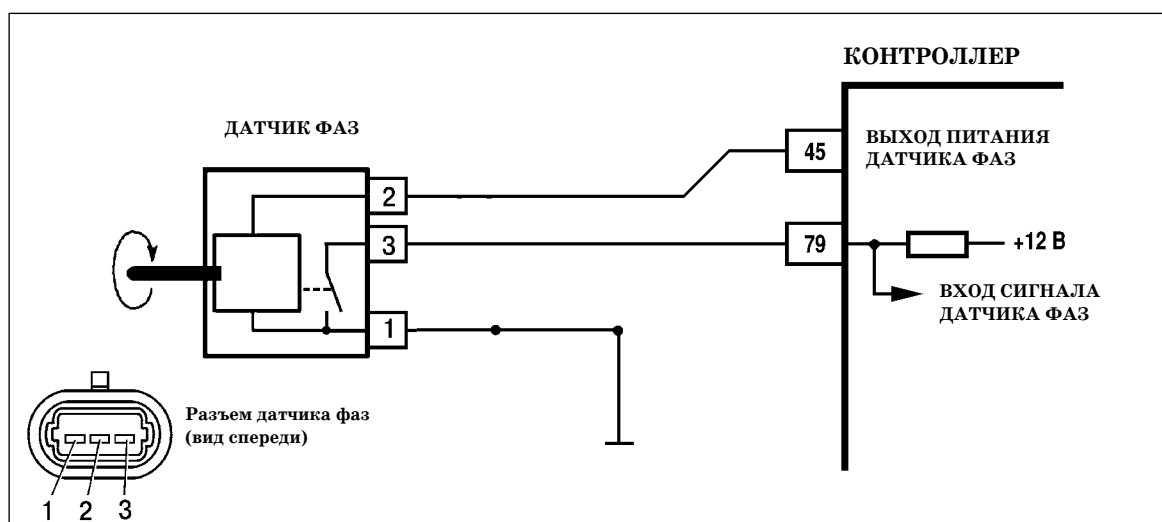 КОНТРОЛЛЕР
ДАТЧИК ФАЗ
45
ВЫХОД ПИТАНИЯ
ДАТЧИКА ФАЗ
2
3
79
+12 В
ВХОД СИГНАЛА
ДАТЧИКА ФАЗ
1
Разъем датчика фаз
(вид спереди)
1 2 3